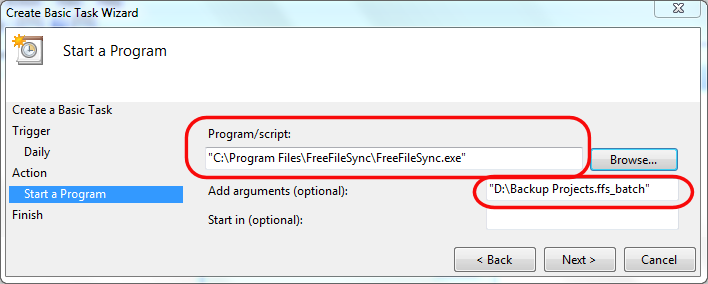 Create Basic Task Wizard
Start a Program
Create a Basic Task
Trigger
Daily
Action
Start a Program
Finish
Program/script:
"C:\Program Files\FreeFileSync\FreeFileSync.exe"
Browse...
Add arguments (optional):
"D:\Backup Projects.ffs_batch"
Start in (optional):
< Back
Next >
Cancel